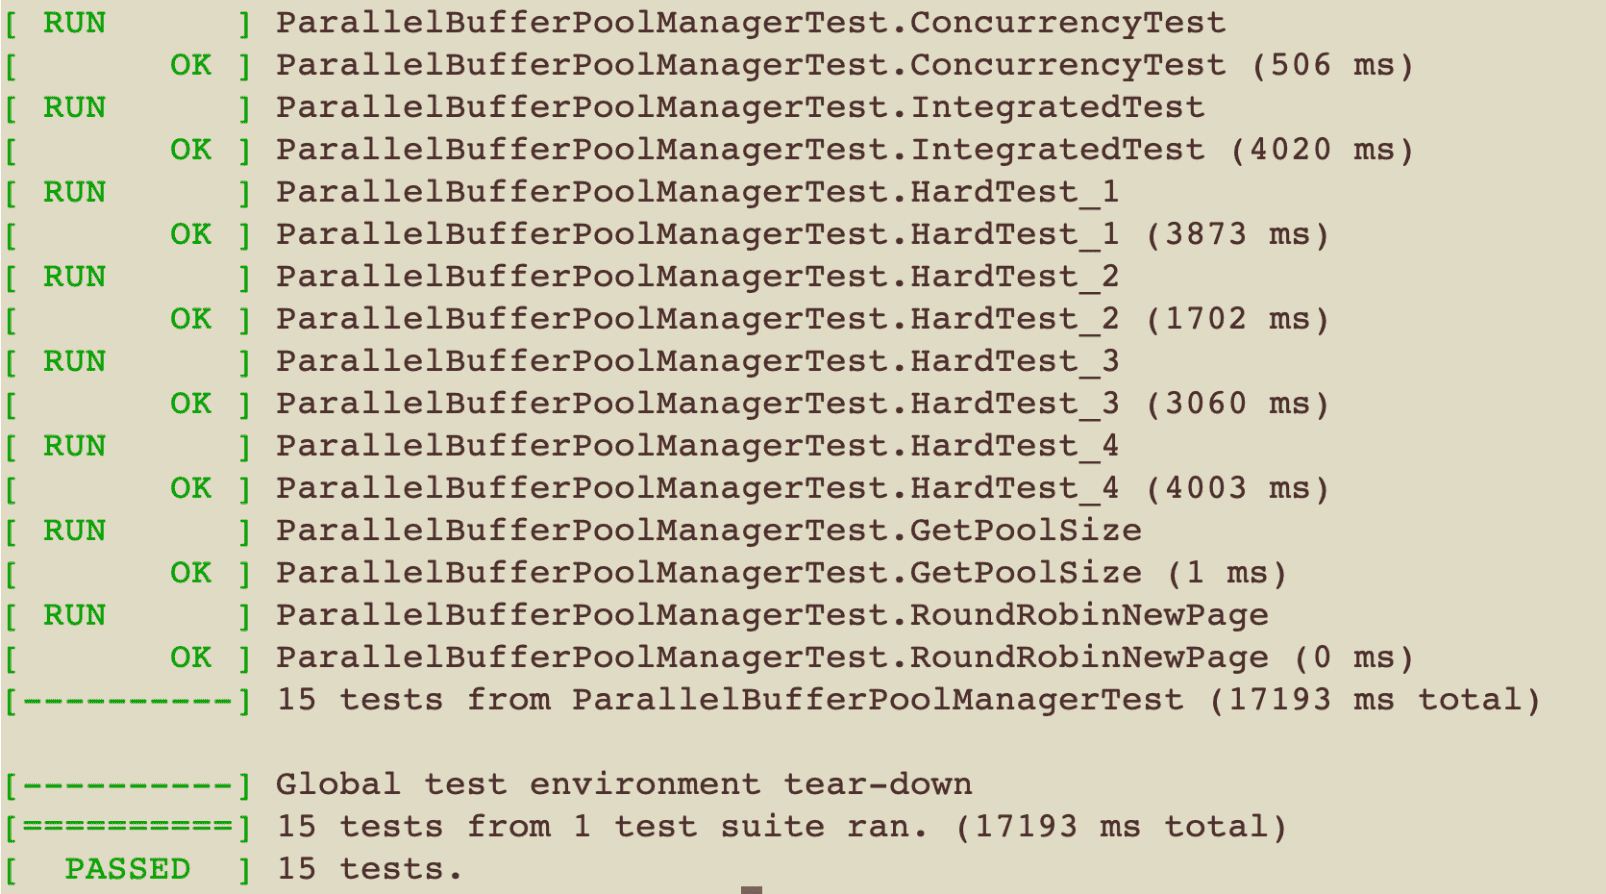 [ RUN      ] ParallelBufferPoolManagerTest.ConcurrencyTest
[       OK ] ParallelBufferPoolManagerTest.ConcurrencyTest (506 ms)
[ RUN      ] ParallelBufferPoolManagerTest.IntegratedTest
[       OK ] ParallelBufferPoolManagerTest.IntegratedTest (4020 ms)
[ RUN      ] ParallelBufferPoolManagerTest.HardTest_1
[       OK ] ParallelBufferPoolManagerTest.HardTest_1 (3873 ms)
[ RUN      ] ParallelBufferPoolManagerTest.HardTest_2
[       OK ] ParallelBufferPoolManagerTest.HardTest_2 (1702 ms)
[ RUN      ] ParallelBufferPoolManagerTest.HardTest_3
[       OK ] ParallelBufferPoolManagerTest.HardTest_3 (3060 ms)
[ RUN      ] ParallelBufferPoolManagerTest.HardTest_4
[       OK ] ParallelBufferPoolManagerTest.HardTest_4 (4003 ms)
[ RUN      ] ParallelBufferPoolManagerTest.GetPoolSize
[       OK ] ParallelBufferPoolManagerTest.GetPoolSize (1 ms)
[ RUN      ] ParallelBufferPoolManagerTest.RoundRobinNewPage
[       OK ] ParallelBufferPoolManagerTest.RoundRobinNewPage (0 ms)
[----------] 15 tests from ParallelBufferPoolManagerTest (17193 ms total)
[----------] Global test environment tear-down
[==========] 15 tests from 1 test suite ran. (17193 ms total)
[  PASSED  ] 15 tests.